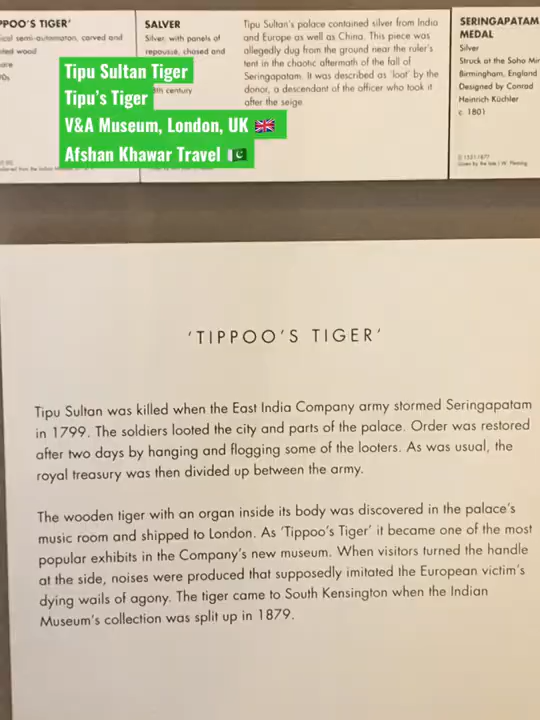 PPOO'S TIGER'
ical semi-automaton, carved and
nted wood
ore
90s
SALVER
Silver, with panels of
repoussé, chased and
18th century
Tipu Sultan's palace contained silver from India
and Europe as well as China. This piece was
allegedly dug from the ground near the ruler's
tent in the chaotic aftermath of the fall of
Seringapatam. It was described as 'loot' by the
donor, a descendant of the officer who took it
after the seige
SERINGAPATAM
MEDAL
Silver
Struck at the Soho Min
Birmingham, England
Designed by Conrad
Heinrich Küchler
c. 1801
Given by the late J.W. Fleming
Tipu Sultan Tiger
Tipu's Tiger
V&A Museum, London, UK 🇬🇧
Afshan Khawar Travel 🇵🇰
'TIPPOO'S TIGER'
Tipu Sultan was killed when the East India Company army stormed Seringapatam
in 1799. The soldiers looted the city and parts of the palace. Order was restored
after two days by hanging and flogging some of the looters. As was usual, the
royal treasury was then divided up between the army.
The wooden tiger with an organ inside its body was discovered in the palace's
music room and shipped to London. As 'Tippoo's Tiger' it became one of the most
popular exhibits in the Company's new museum. When visitors turned the handle
at the side, noises were produced that supposedly imitated the European victim's
dying wails of agony. The tiger came to South Kensington when the Indian
Museum's collection was split up in 1879.